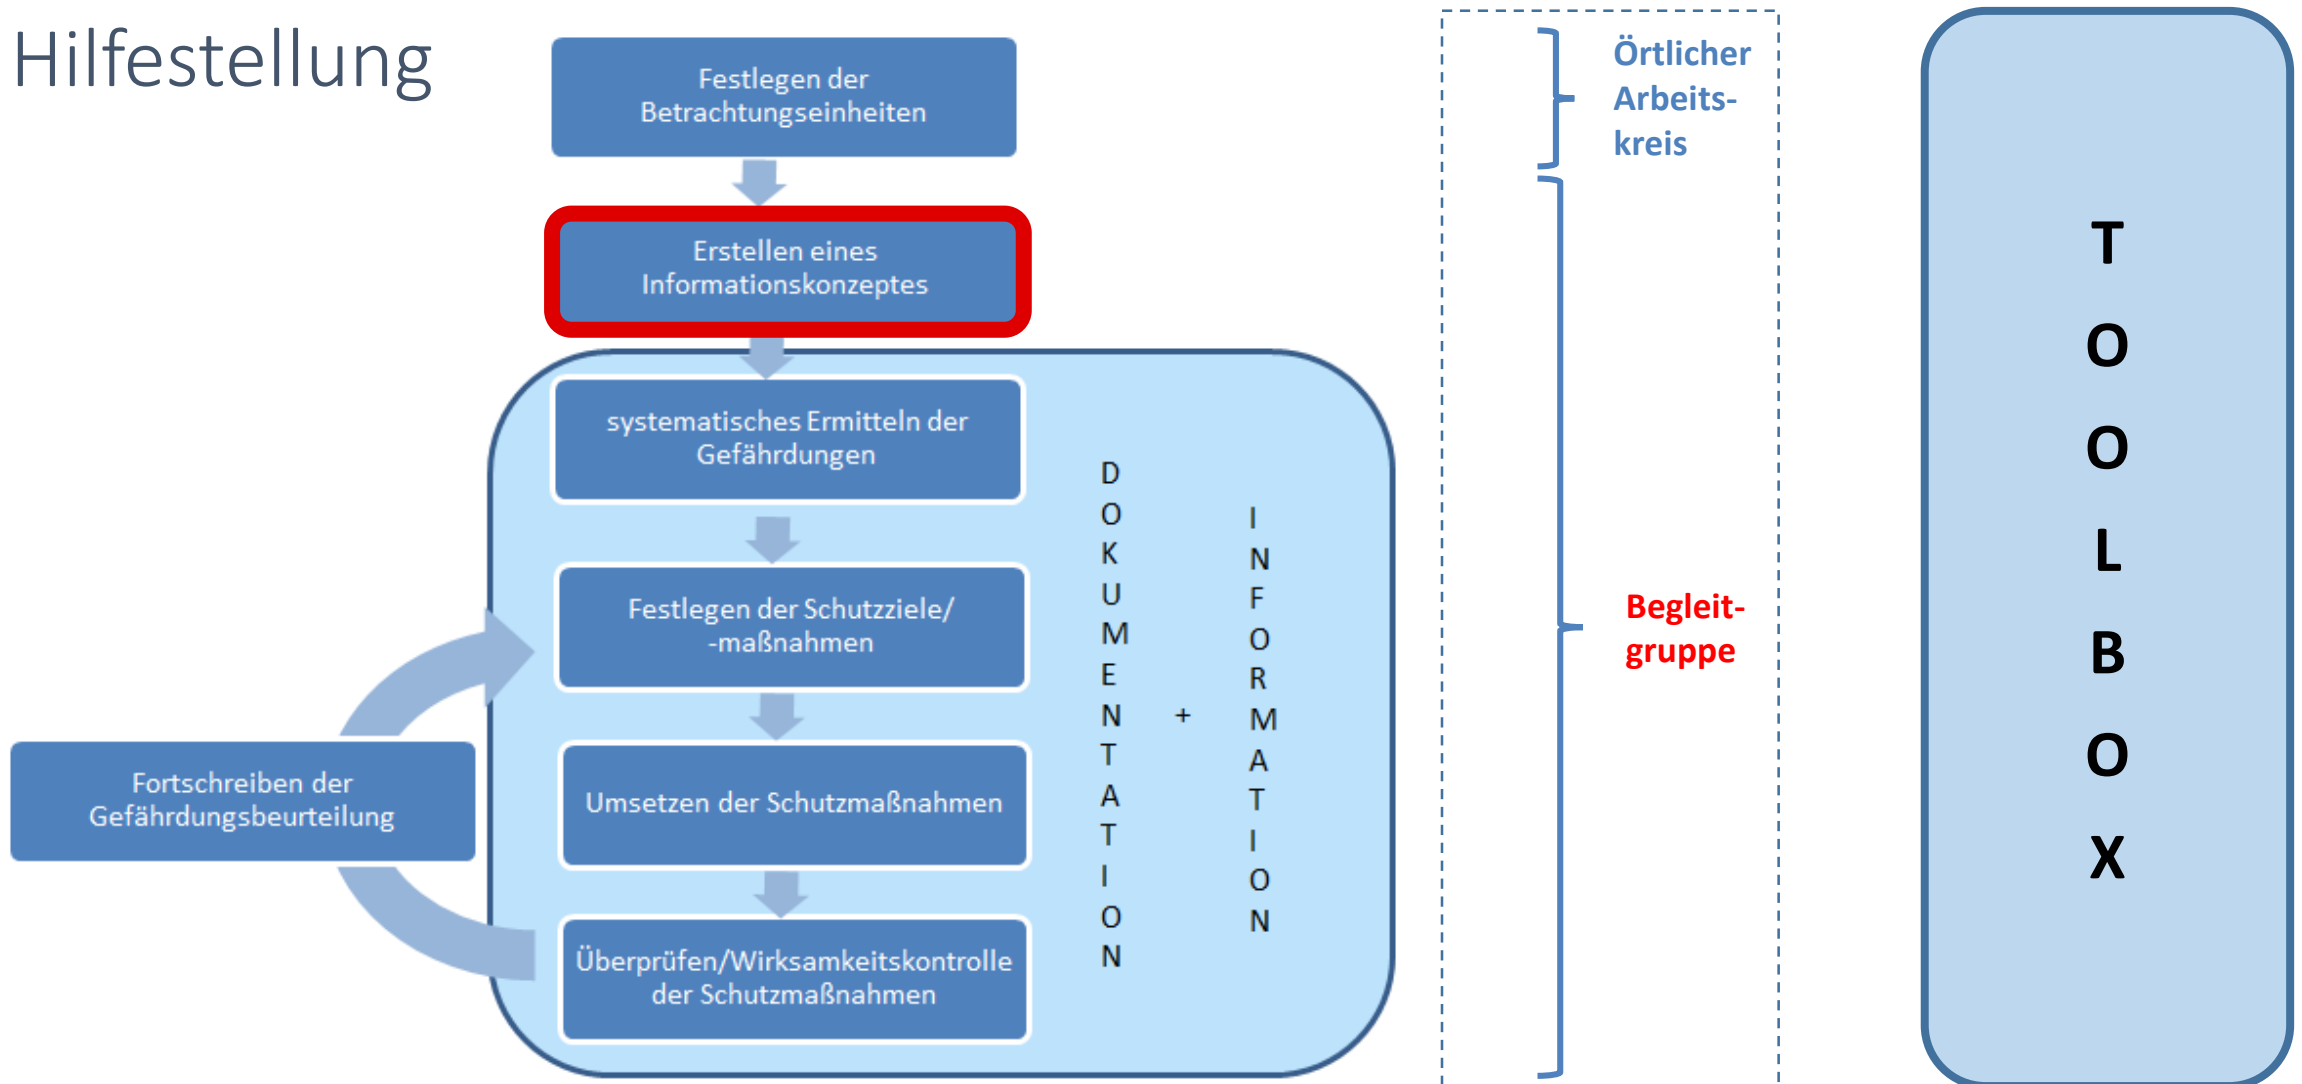 Hilfestellung
Festlegen der
Betrachtungseinheiten
Erstellen eines
Informationskonzeptes
systematisches Ermitteln der
Gefährdungen
Festlegen der Schutzziele/
-maßnahmen
Umsetzen der Schutzmaßnahmen
Überprüfen/Wirksamkeitskontrolle
der Schutzmaßnahmen
Fortschreiben der
Gefährdungsbeurteilung
DOKUMENTATION
+
INFORMATION
Örtlicher
Arbeits-
kreis
Begleit-
gruppe
TOOLBOX